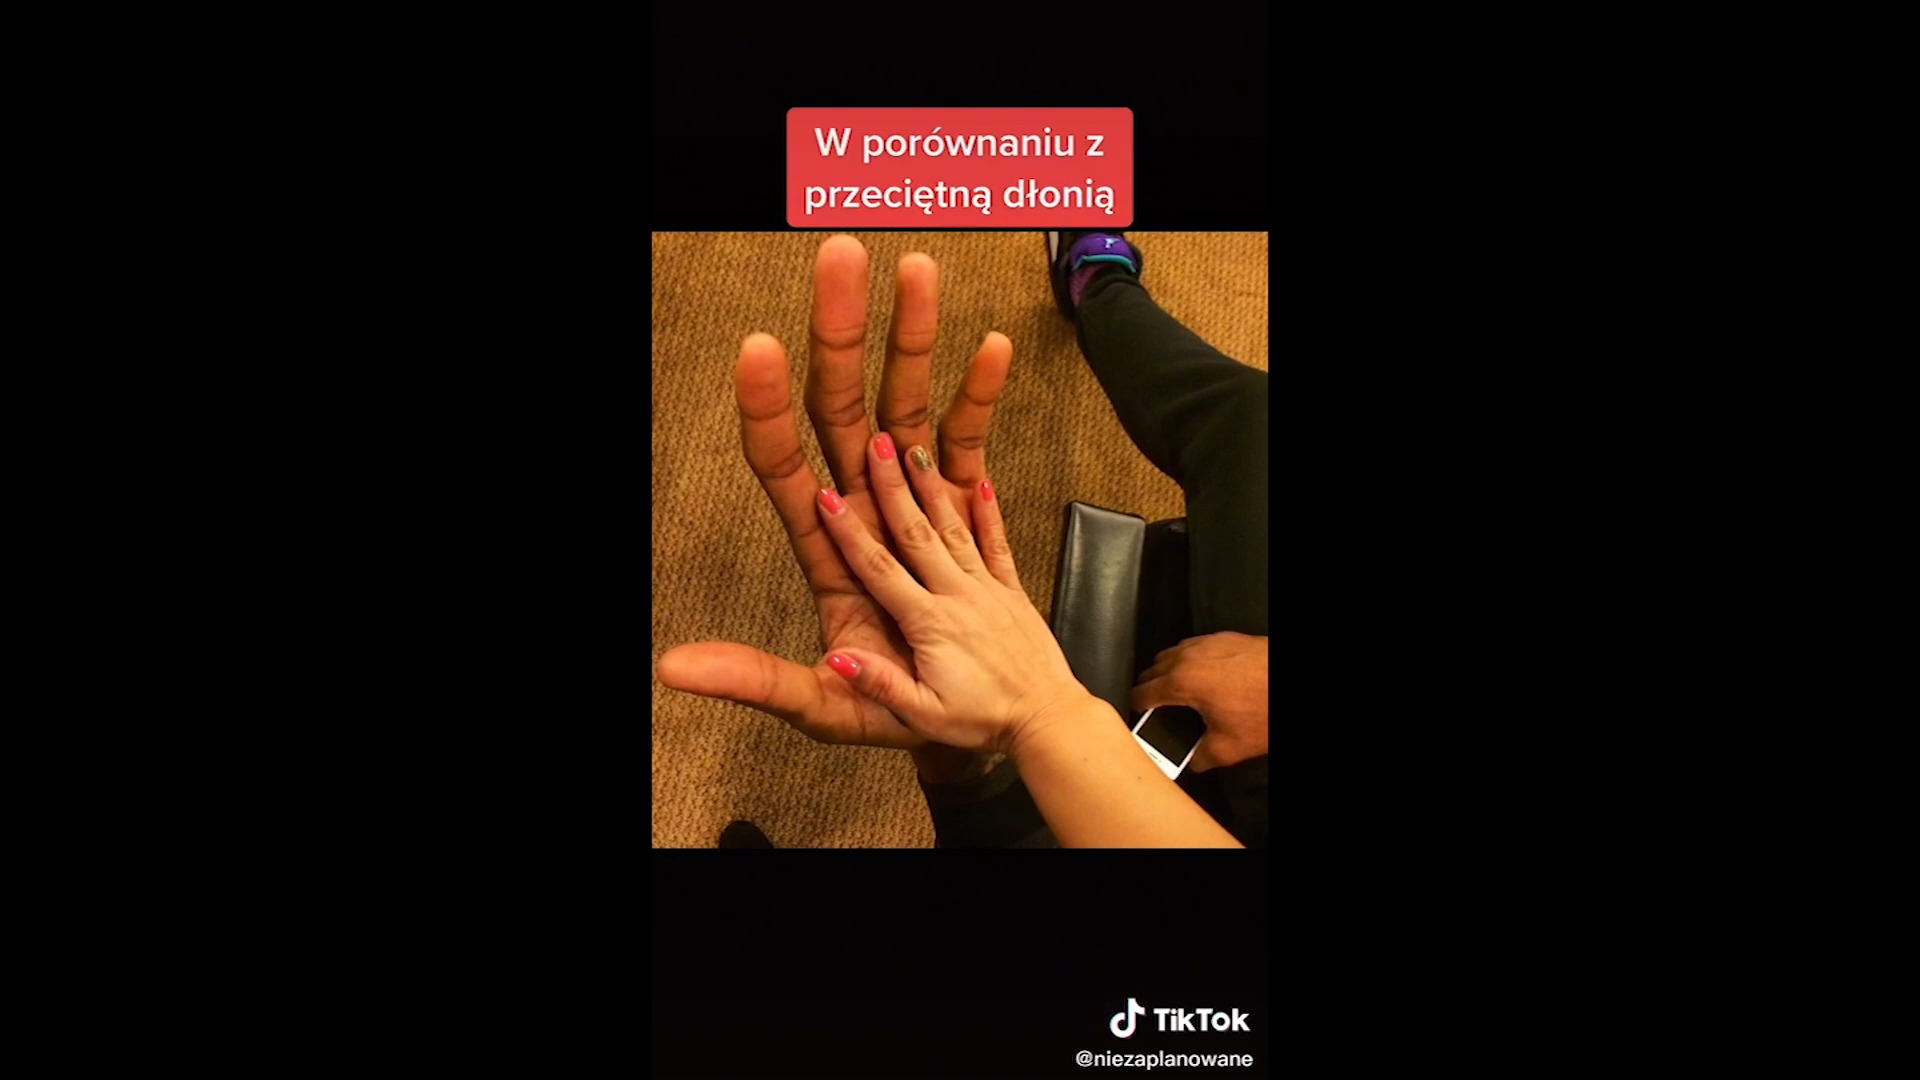 W porównaniu z
przeciętną dłonią
TikTok
@niezaplanowane